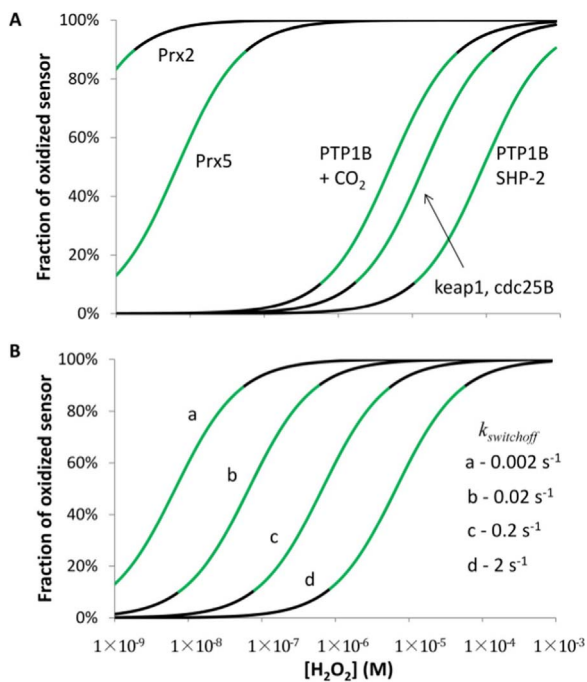 A
Fraction of oxidized sensor
100%
80%
60%
40%
20%
0%
Prx2
Prx5
PTP1B
+ CO₂
PTP1B
SHP-2
keap1, cdc25B
B
Fraction of oxidized sensor
100%
80%
60%
40%
20%
0%
a
b
c
d
k_switchoff
a - 0.002 s⁻¹
b - 0.02 s⁻¹
c - 0.2 s⁻¹
d - 2 s⁻¹
1×10⁻⁹ 1×10⁻⁸ 1×10⁻⁷ 1×10⁻⁶ 1×10⁻⁵ 1×10⁻⁴ 1×10⁻³
[H₂O₂] (M)